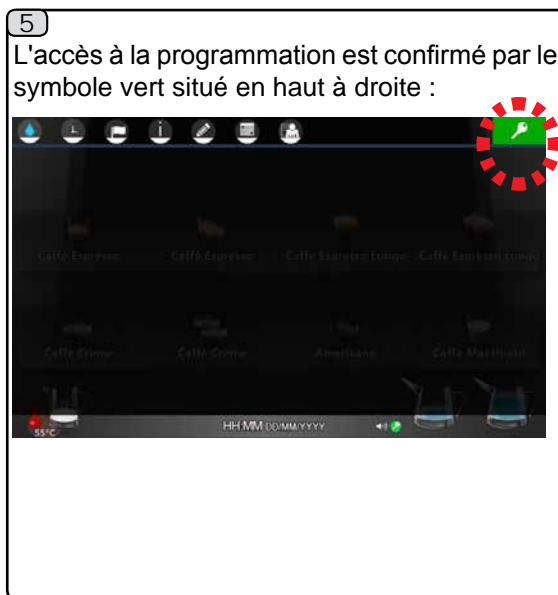 5
L'accès à la programmation est confirmé par le
symbole vert situé en haut à droite :
Caffè Espresso Caffè Espresso Caffè Espresso Lungo Caffè Espresso Lungo
Caffè Crème Caffè Crème Americano Caffè Macchiato
55°C HH:MM DD/MM/YYYY